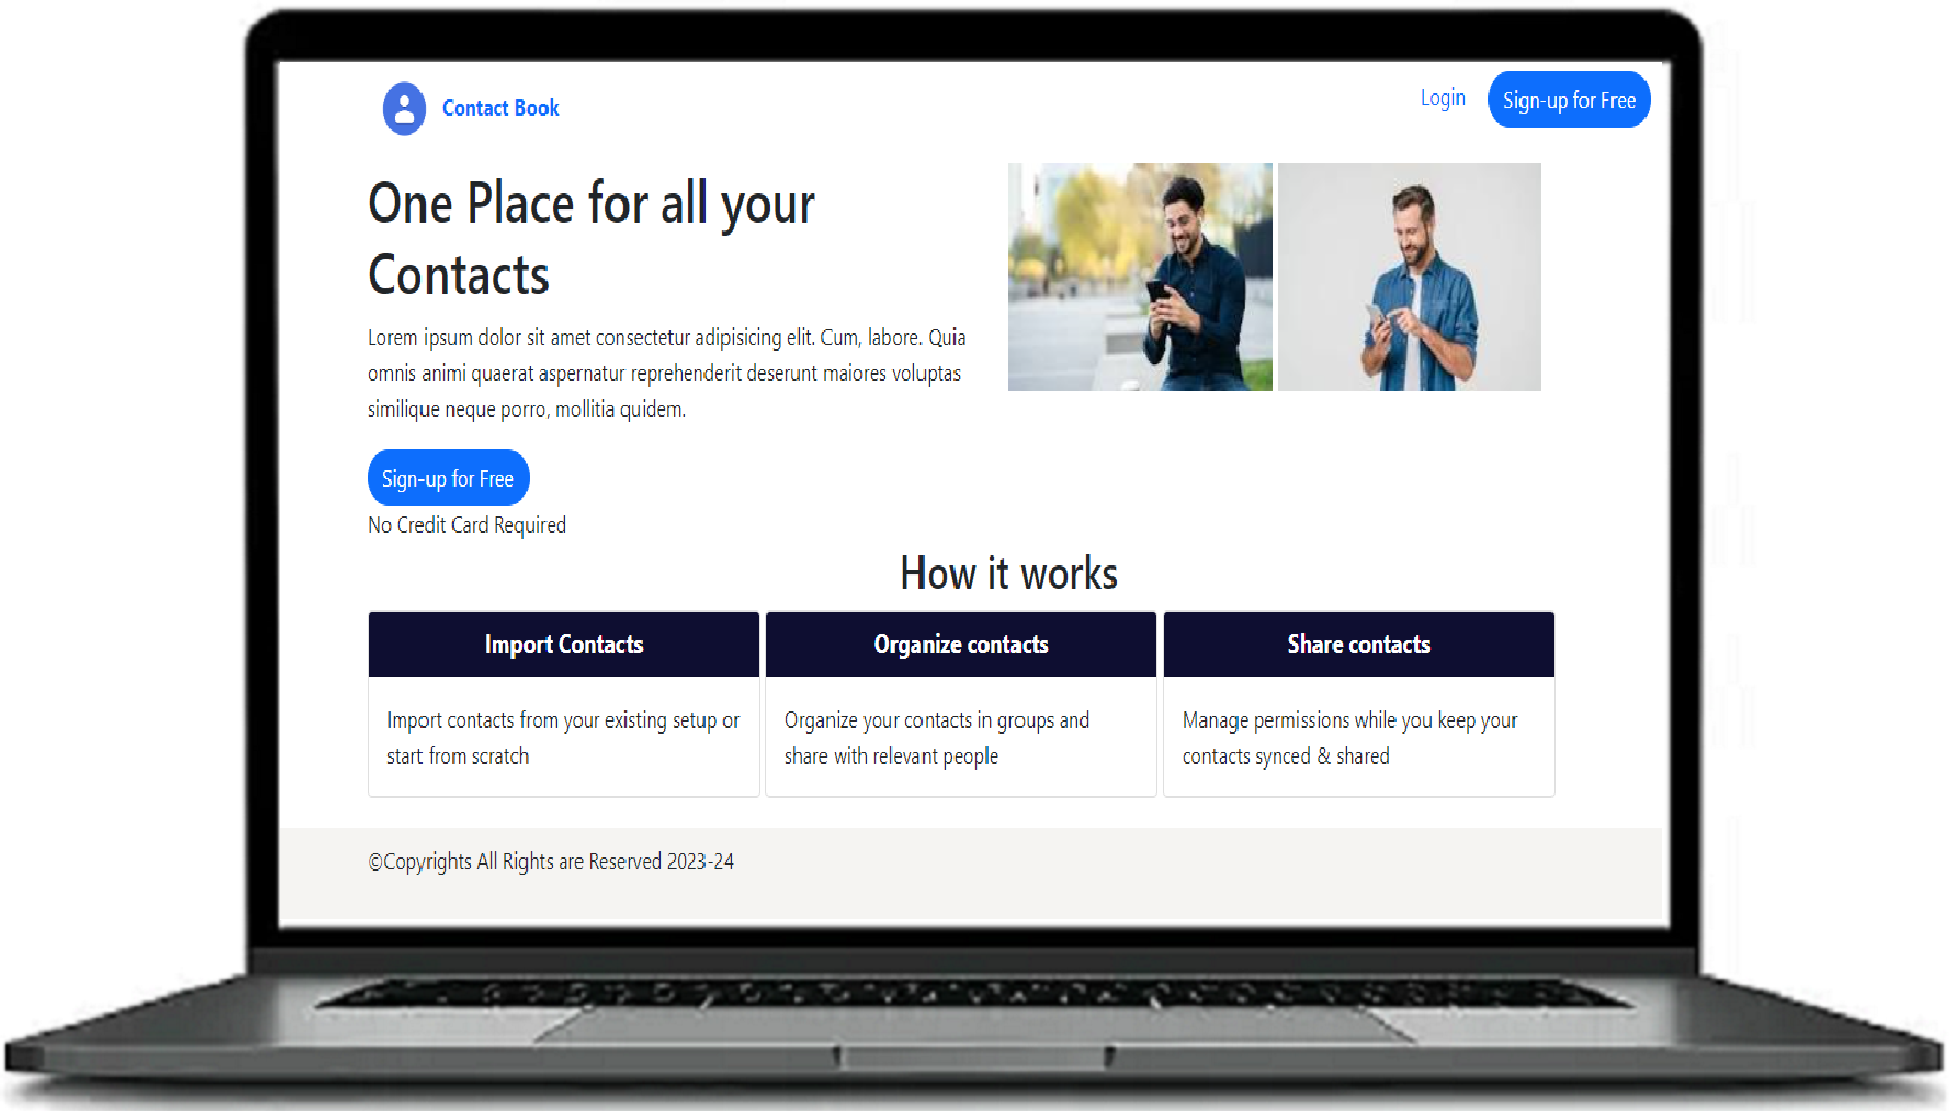 Contact Book
Login
Sign-up for Free
One Place for all your
Contacts
Lorem ipsum dolor sit amet consectetur adipisicing elit. Cum, labore. Quia
omnis animi quaerat aspernatur reprehenderit deserunt maiores voluptas
similique neque porro, mollitia quidem.
Sign-up for Free
No Credit Card Required
How it works
Import Contacts
Import contacts from your existing setup or
start from scratch
Organize contacts
Organize your contacts in groups and
share with relevant people
Share contacts
Manage permissions while you keep your
contacts synced & shared
©Copyrights All Rights are Reserved 2023-24